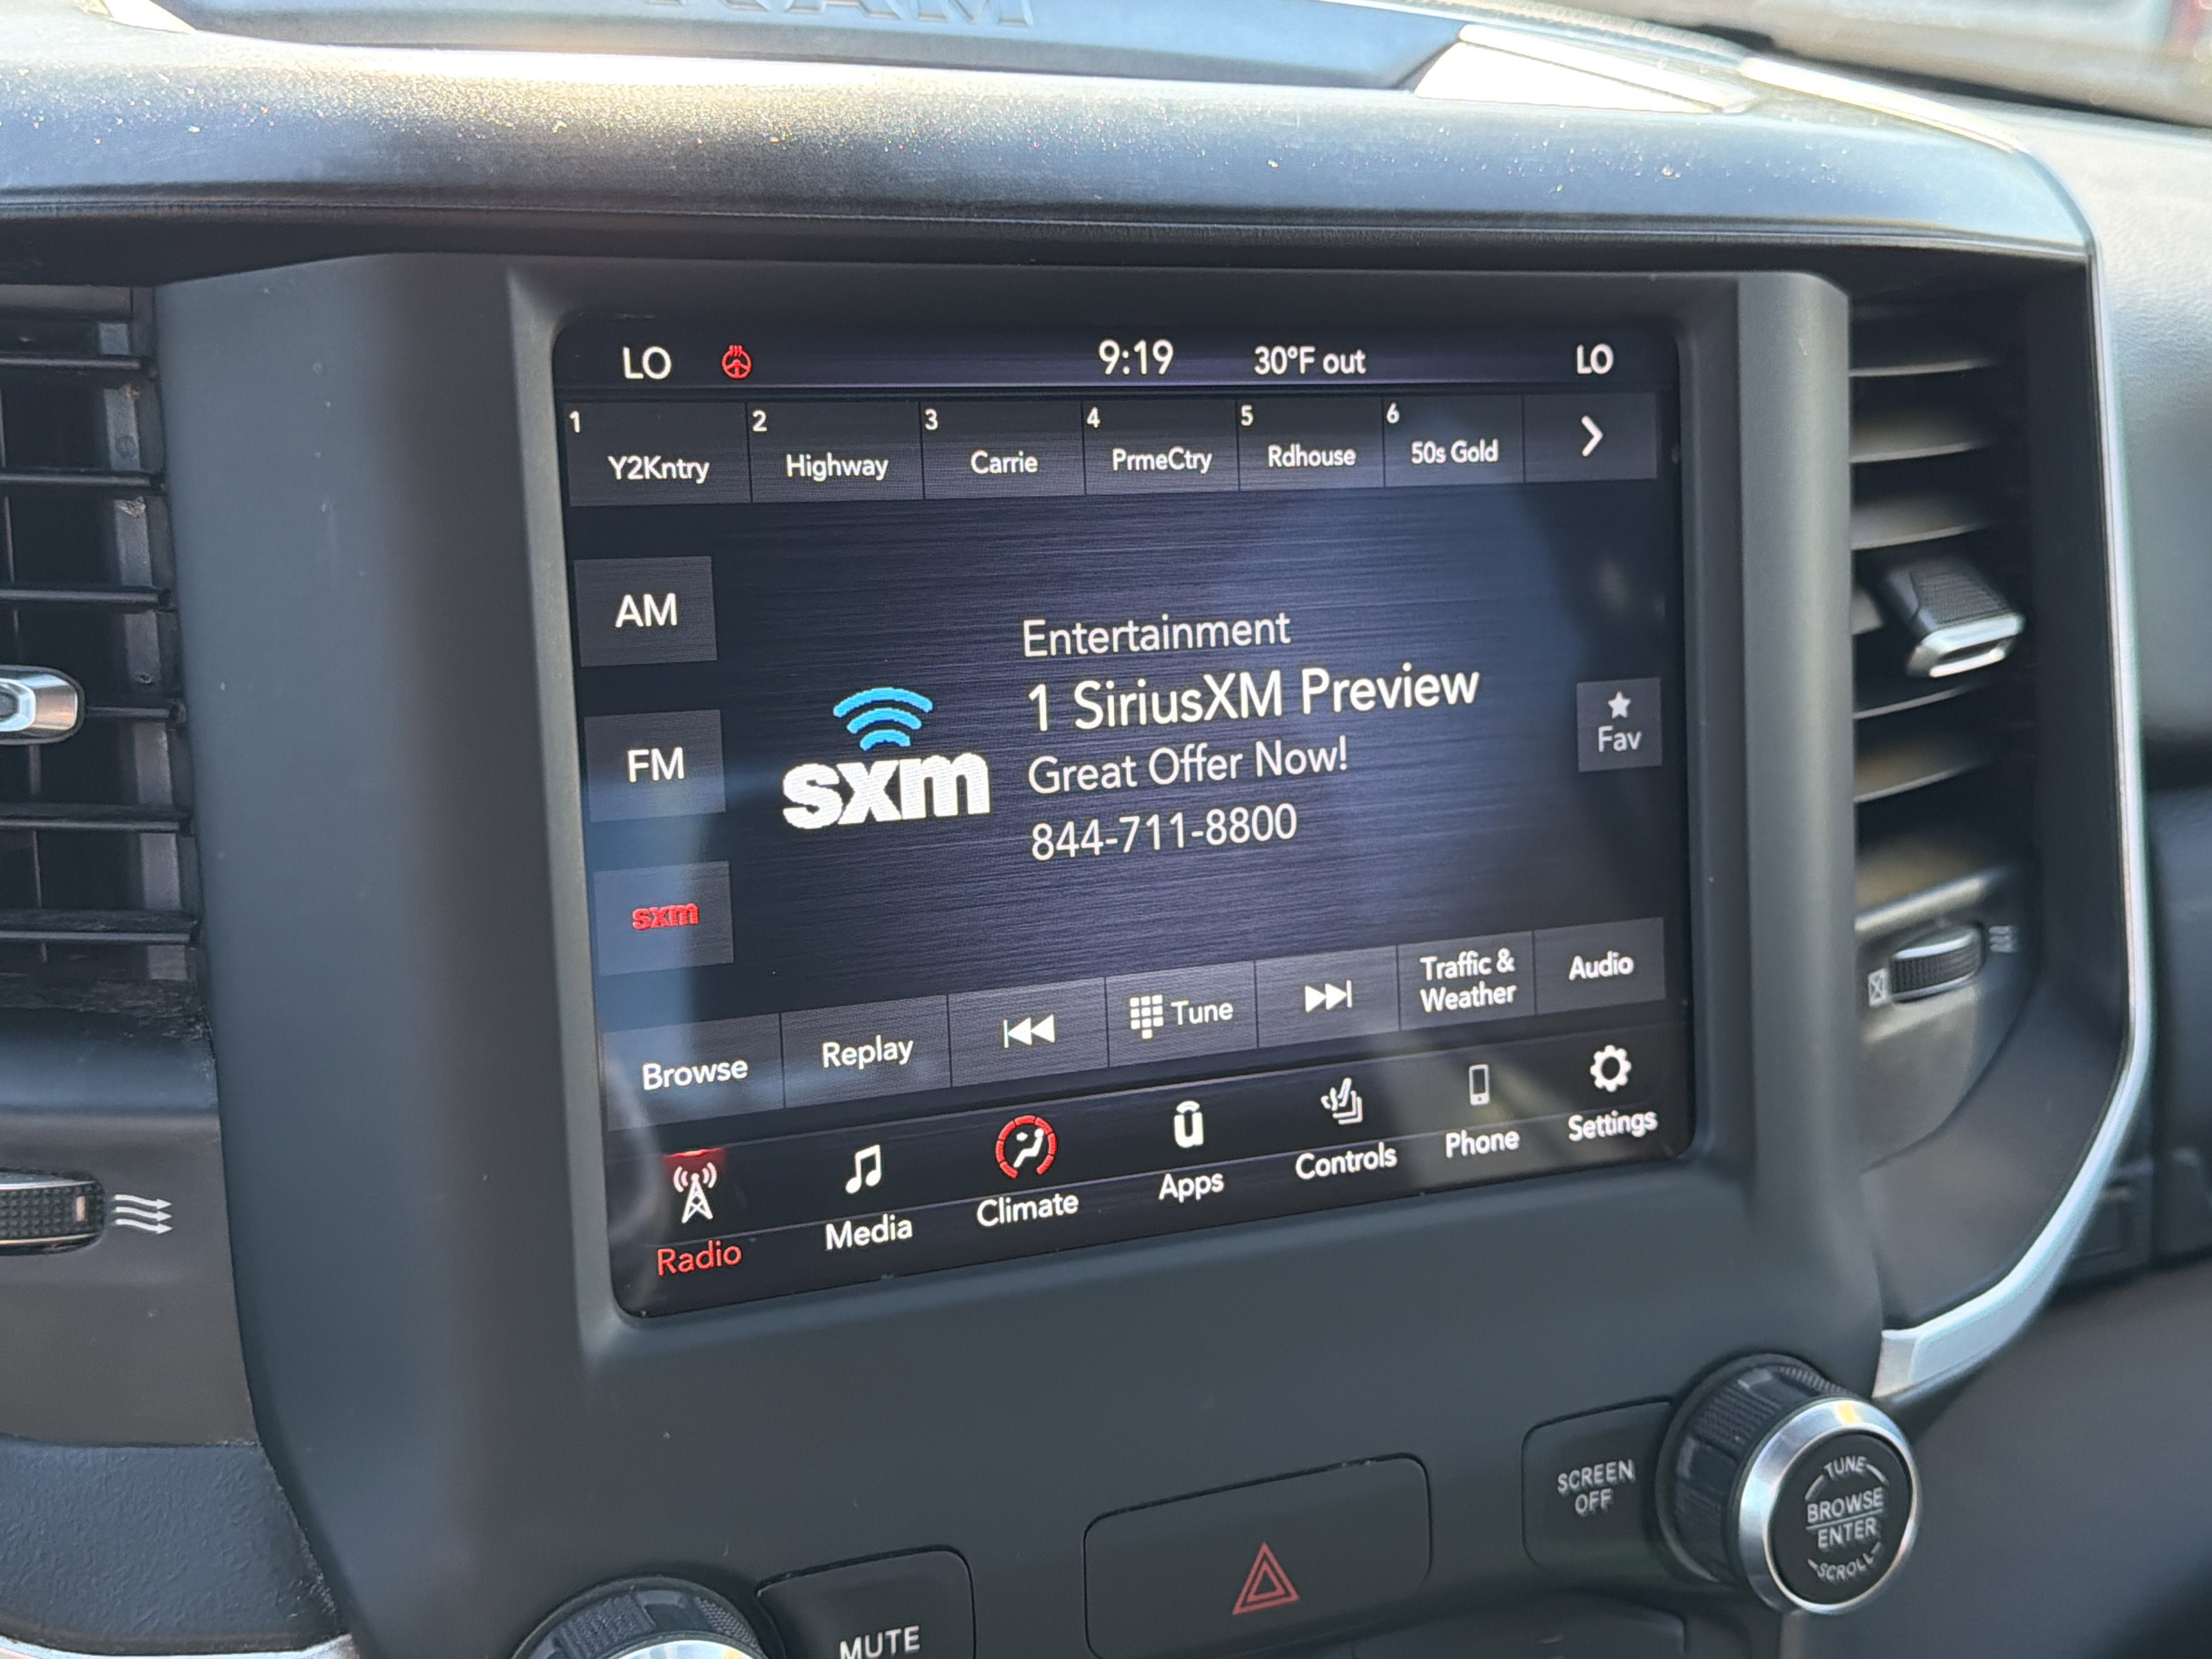 RAM
LO 9:19 30°F out LO
1 2 3 4 5 6
Y2Kntry Highway Carrie PrmeCtry Rdhouse 50s Gold
AM
FM
sxm
sxm
Entertainment
1 SiriusXM Preview
Great Offer Now!
844-711-8800
Fav
Browse Replay Tune Traffic & Weather Audio
Radio Media Climate Apps Controls Phone Settings
MUTE
SCREEN
OFF
TUNE
BROWSE
ENTER
SCROLL